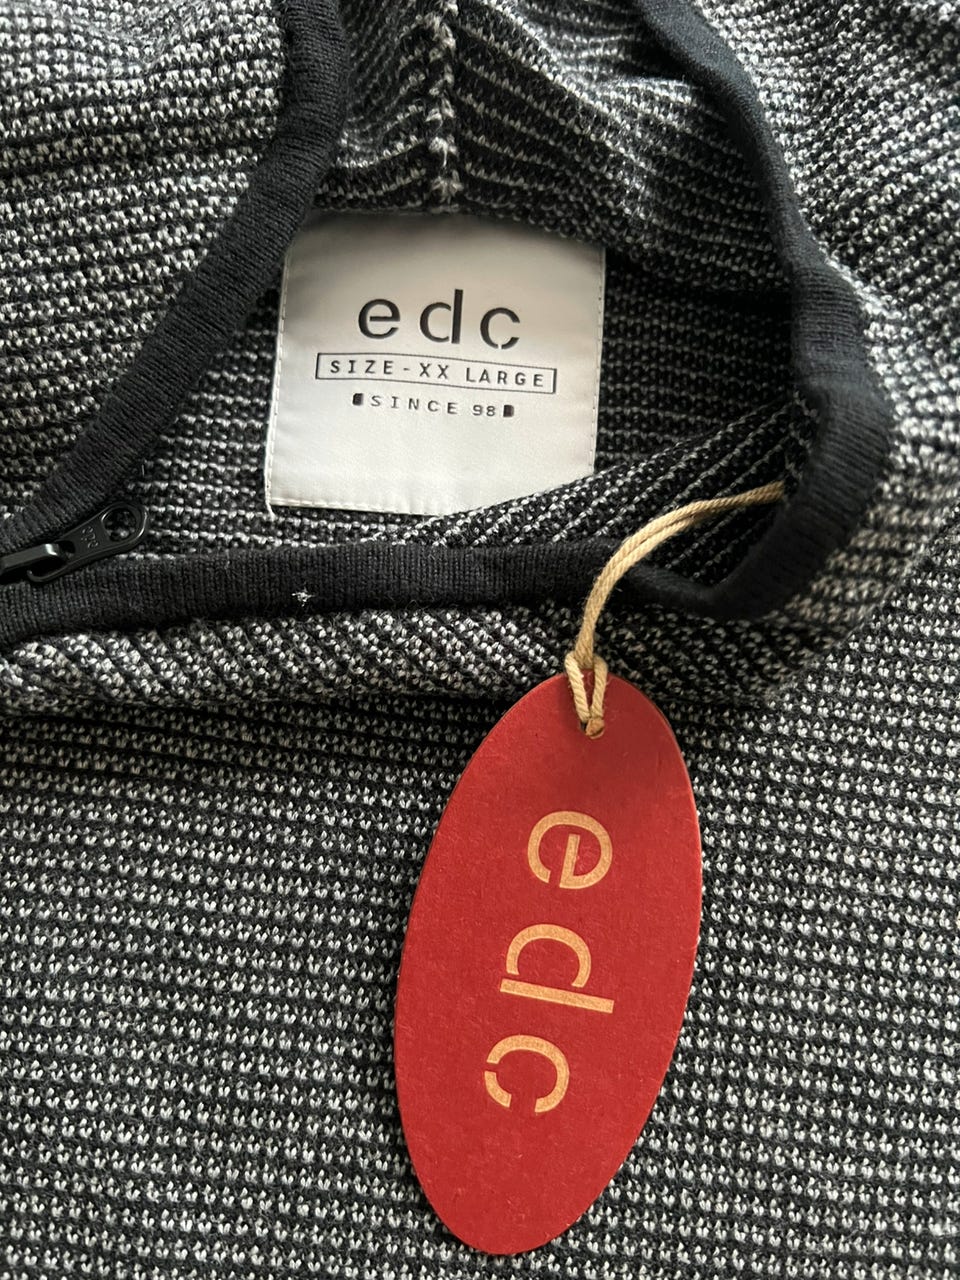 edc
SIZE-XX LARGE
SINCE 98
edc